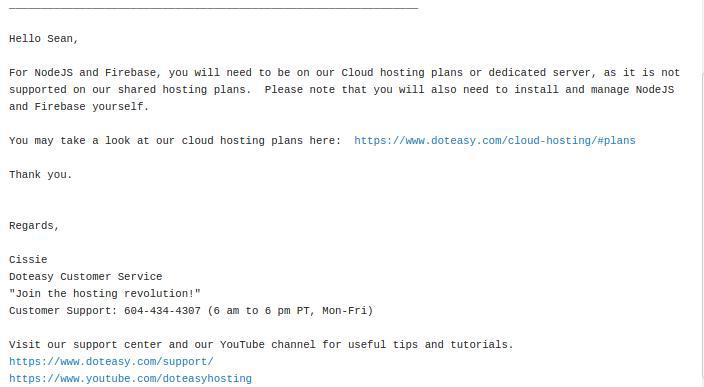 Hello Sean,
For NodeJS and Firebase, you will need to be on our Cloud hosting plans or dedicated server, as it is not
supported on our shared hosting plans.  Please note that you will also need to install and manage NodeJS
and Firebase yourself.
You may take a look at our cloud hosting plans here:  https://www.doteasy.com/cloud-hosting/#plans
Thank you.
Regards,
Cissie
Doteasy Customer Service
"Join the hosting revolution!"
Customer Support: 604-434-4307 (6 am to 6 pm PT, Mon-Fri)
Visit our support center and our YouTube channel for useful tips and tutorials.
https://www.doteasy.com/support/
https://www.youtube.com/doteasyhosting